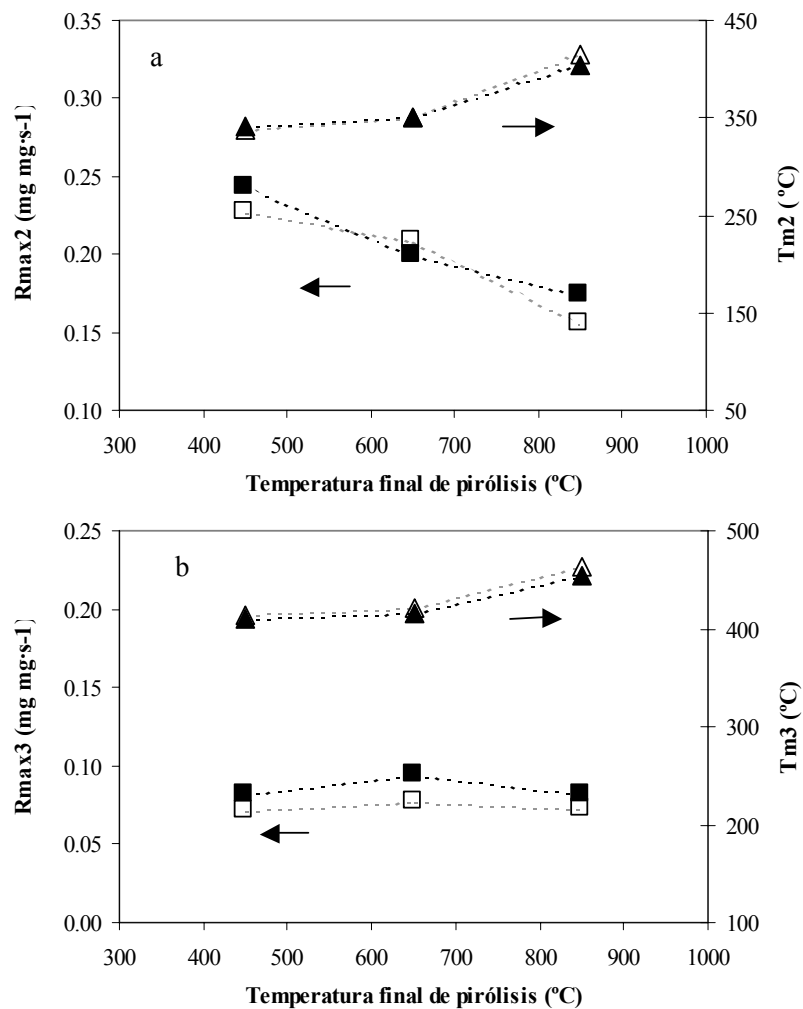 a
0.35
0.30
0.25
0.20
0.15
0.10
Rmax2 (mg mg·s-1)
450
350
250
150
50
Tm2 ( ºC)
300 400 500 600 700 800 900 1000
Temperatura final de pirólisis (ºC)
b
0.25
0.20
0.15
0.10
0.05
0.00
Rmax3 (mg mg·s-1)
500
400
300
200
100
Tm3 (ºC)
300 400 500 600 700 800 900 1000
Temperatura final de pirólisis (ºC)